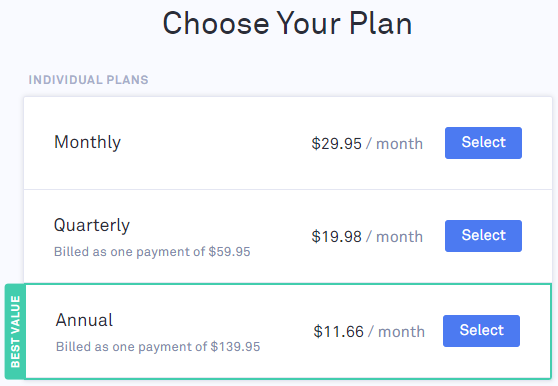 Choose Your Plan
INDIVIDUAL PLANS
Monthly
$29.95 / month
Select
Quarterly
Billed as one payment of $59.95
$19.98 / month
Select
BEST VALUE
Annual
Billed as one payment of $139.95
$11.66 / month
Select